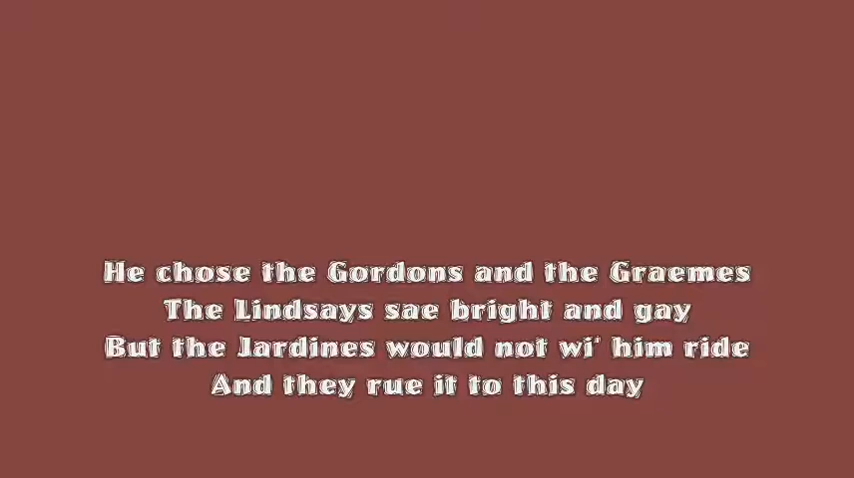 He chose the Gordons and the Graemes
The Lindsays sae bright and gay
But the Jardines would not wi' him ride
And they rue it to this day